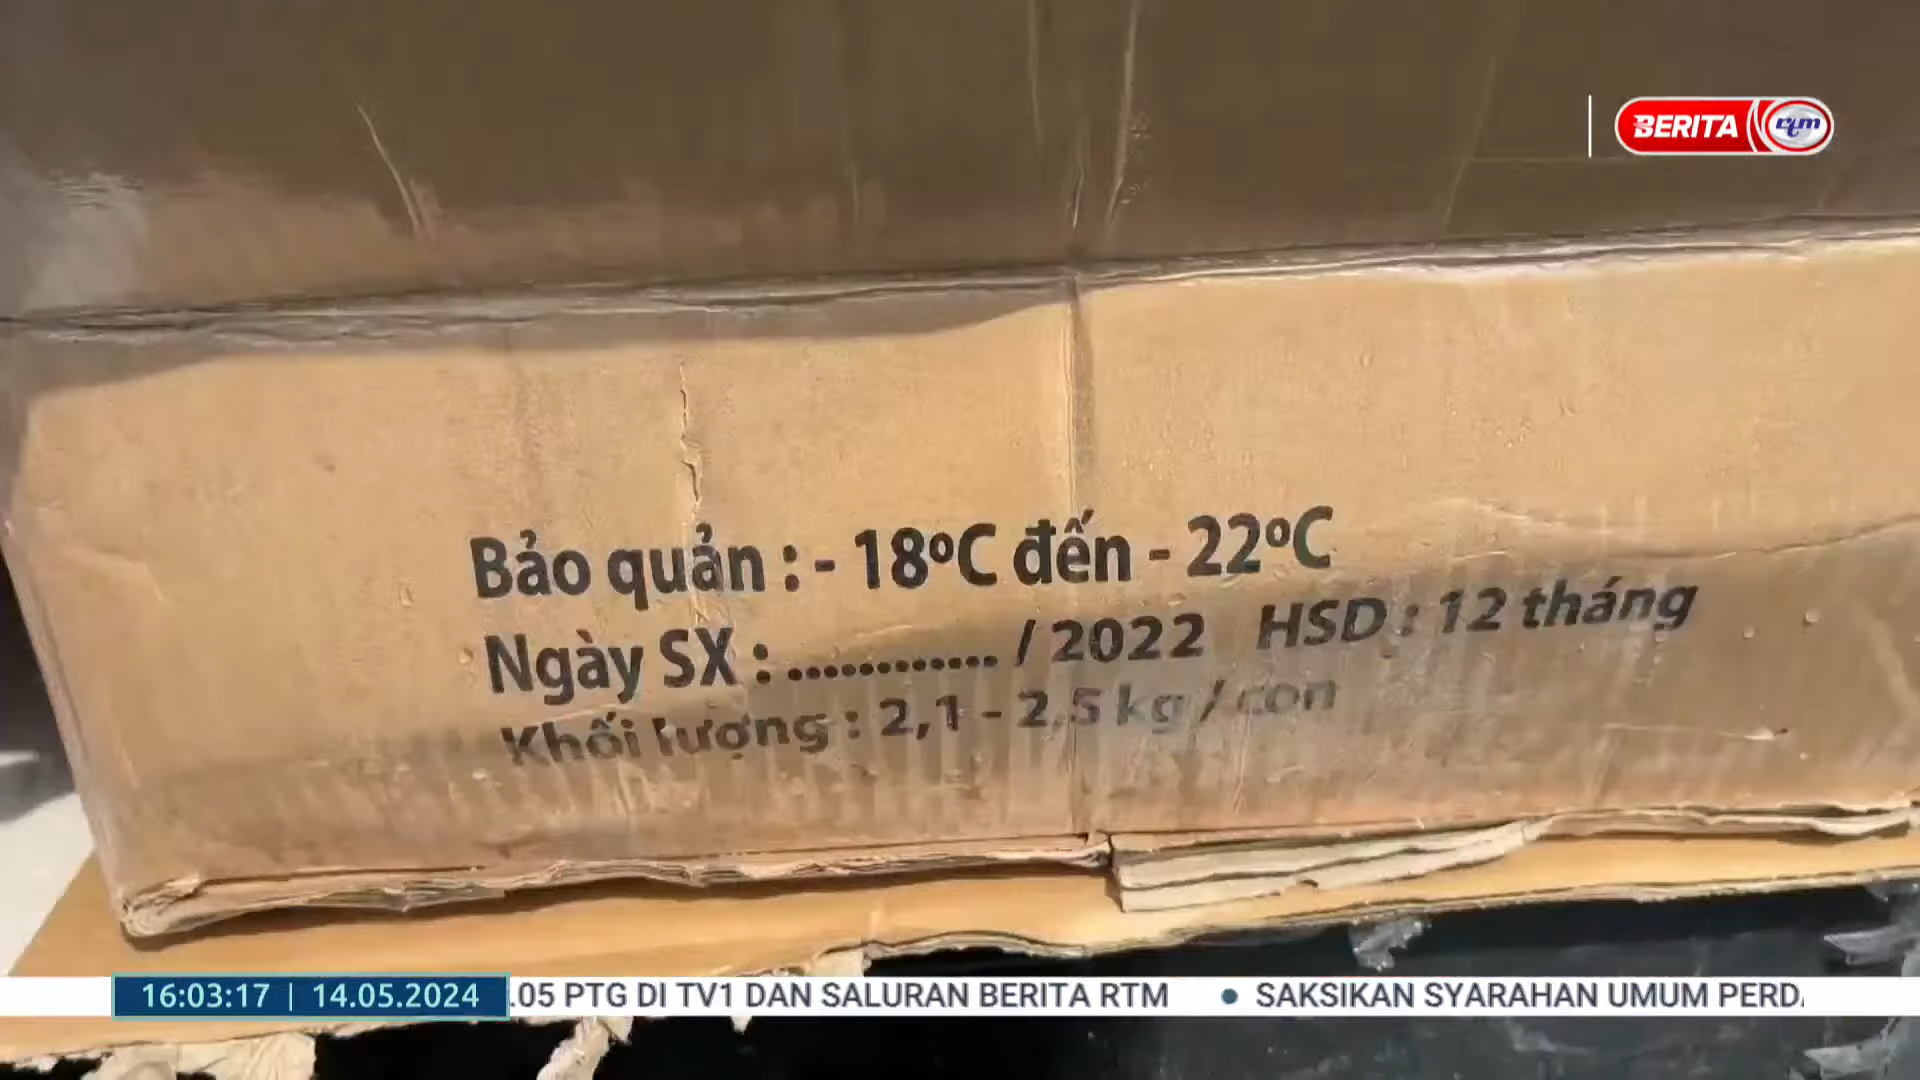 BERITA rtm
Bảo quản : - 18ºC đến - 22ºC
Ngày SX : ............ / 2022 HSD : 12 tháng
Khối lượng : 2,1 - 2,5 kg / con
16:03:17 | 14.05.2024 .05 PTG DI TV1 DAN SALURAN BERITA RTM • SAKSIKAN SYARAHAN UMUM